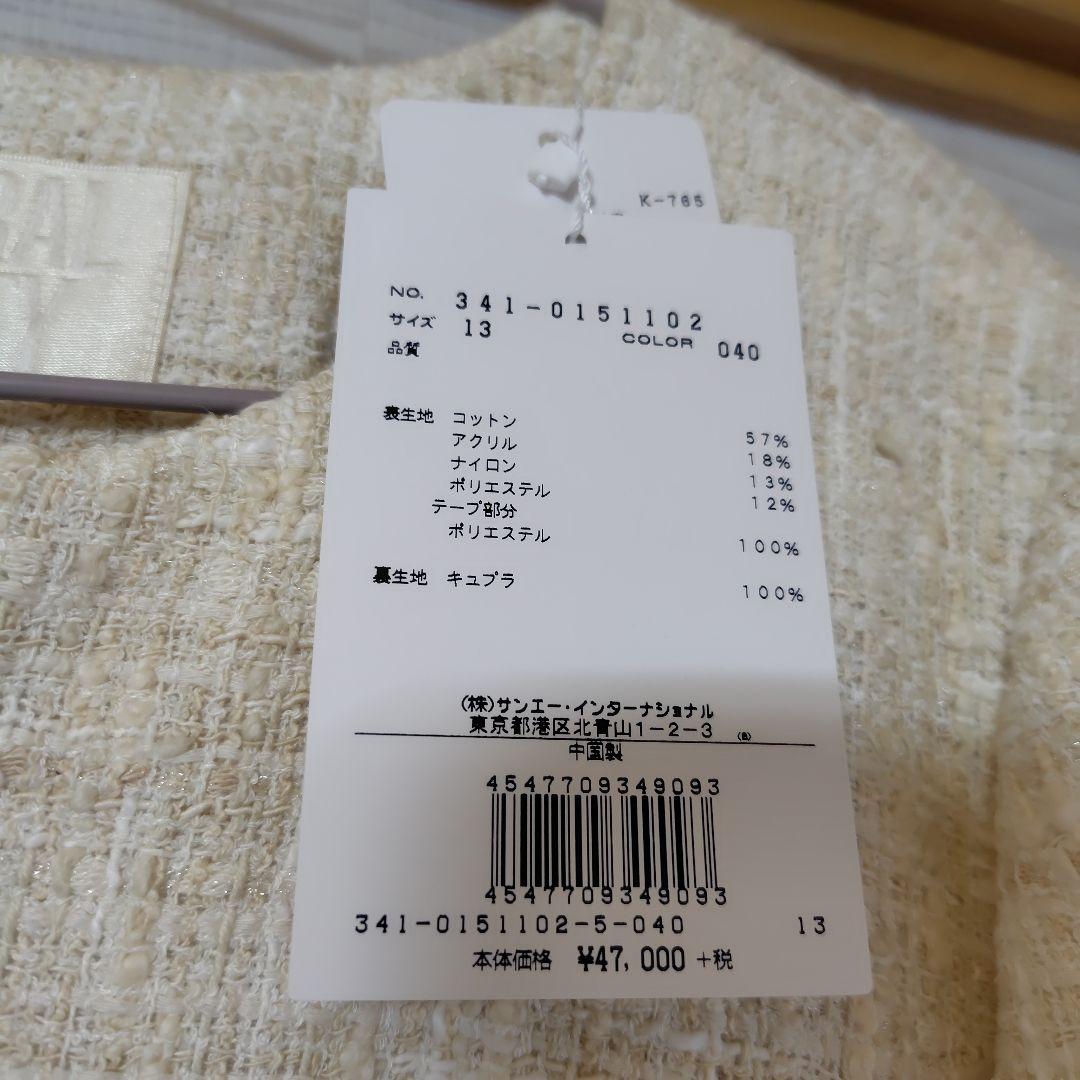 RAL
K-765
NO. 341-0151102
サイズ 13 COLOR 040
品質
表生地 コットン 57%
アクリル 18%
ナイロン 13%
ポリエステル 12%
テープ部分
ポリエステル 100%
裏生地 キュプラ 100%
(株)サンエー・インターナショナル
東京都港区北青山1-2-3 (B)
中国製
4547709349093
4547709349093
341-0151102-5-040 13
本体価格 ¥47,000 +税